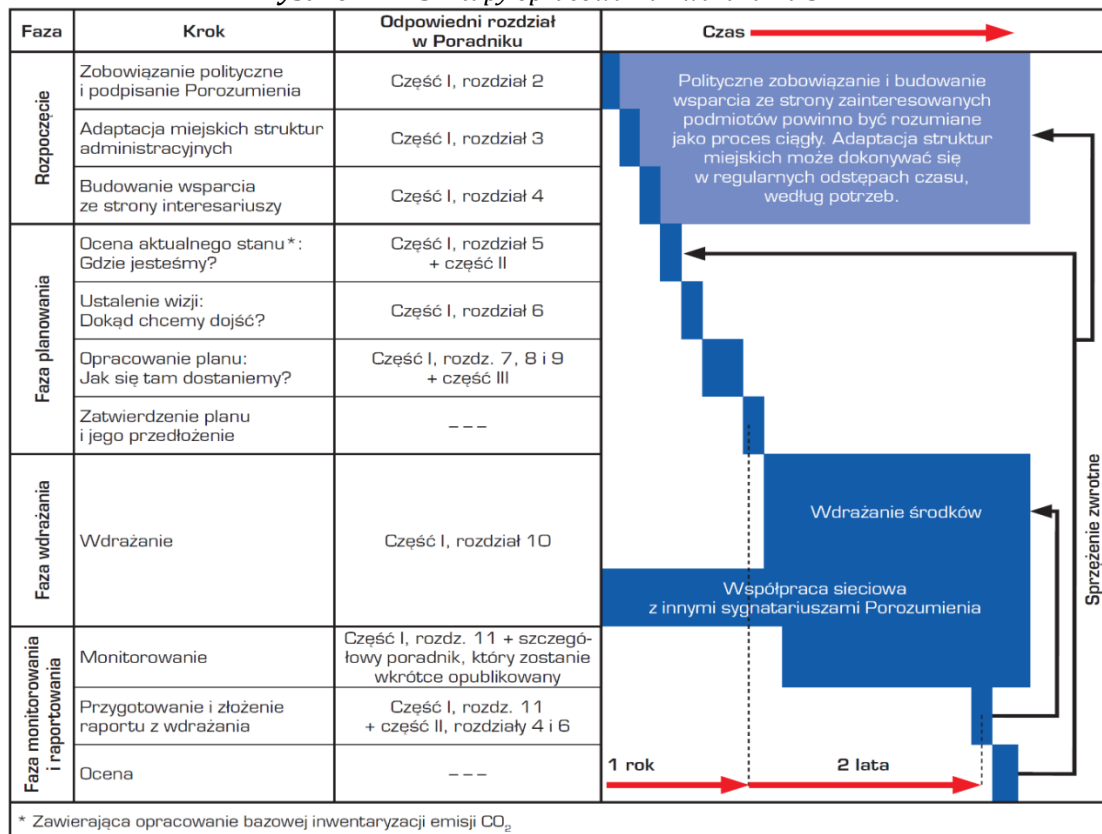 Faza
Krok
Odpowiedni rozdział
w Poradniku
Czas
Rozpoczęcie
Zobowiązanie polityczne
i podpisanie Porozumienia
Część I, rozdział 2
Adaptacja miejskich struktur
administracyjnych
Część I, rozdział 3
Budowanie wsparcia
ze strony interesariuszy
Część I, rozdział 4
Polityczne zobowiązanie i budowanie
wsparcia ze strony zainteresowanych
podmiotów powinno być rozumiane
jako proces ciągły. Adaptacja struktur
miejskich może dokonywać się
w regularnych odstępach czasu,
według potrzeb.
Faza planowania
Ocena aktualnego stanu*:
Gdzie jesteśmy?
Część I, rozdział 5
+ część II
Ustalenie wizji:
Dokąd chcemy dojść?
Część I, rozdział 6
Opracowanie planu:
Jak się tam dostaniemy?
Część I, rozdz. 7, 8 i 9
+ część III
Zatwierdzenie planu
i jego przedłożenie
– – –
Faza wdrażania
Wdrażanie
Część I, rozdział 10
Wdrażanie środków
Współpraca sieciowa
z innymi sygnatariuszami Porozumienia
Sprzężenie zwrotne
Faza monitorowania
i raportowania
Monitorowanie
Część I, rozdz. 11 + szczegó-
łowy poradnik, który zostanie
wkrótce opublikowany
Przygotowanie i złożenie
raportu z wdrażania
Część I, rozdz. 11
+ część II, rozdziały 4 i 6
Ocena
– – –
1 rok
2 lata
* Zawierająca opracowanie bazowej inwentaryzacji emisji CO₂